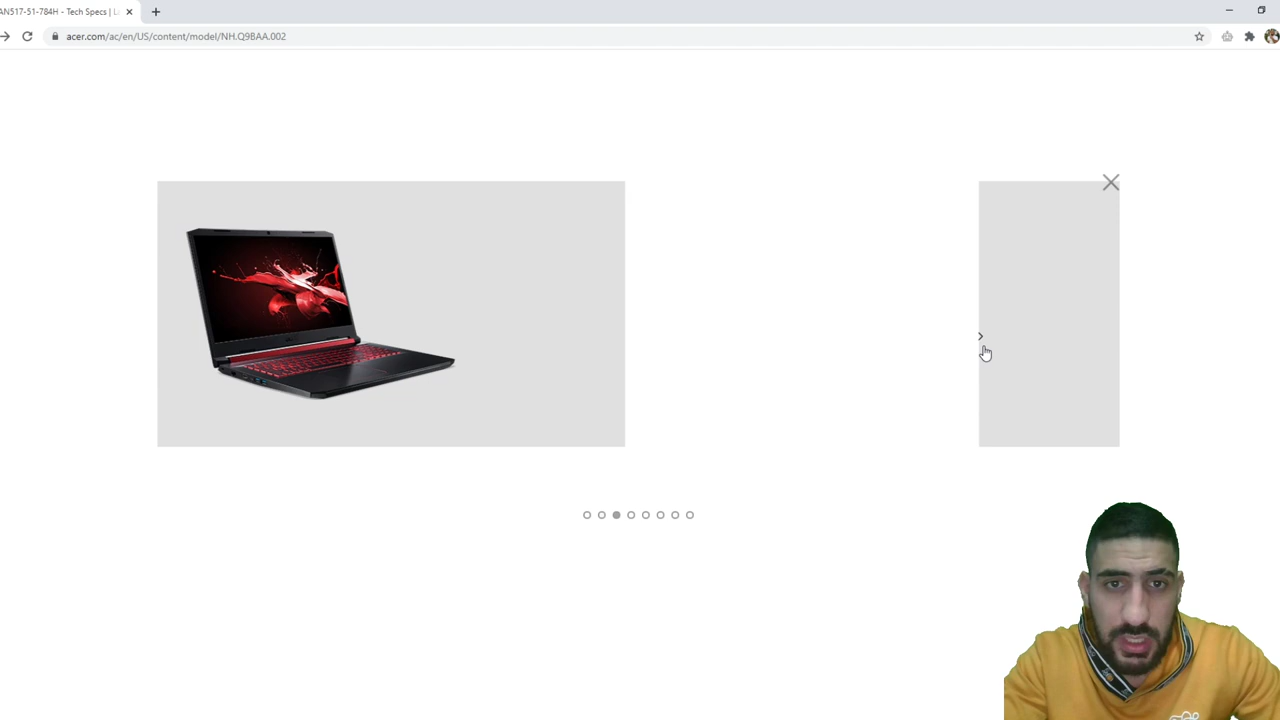 AN517-51-784H - Tech Specs | L
acer.com/ac/en/US/content/model/NH.Q9BAA.002